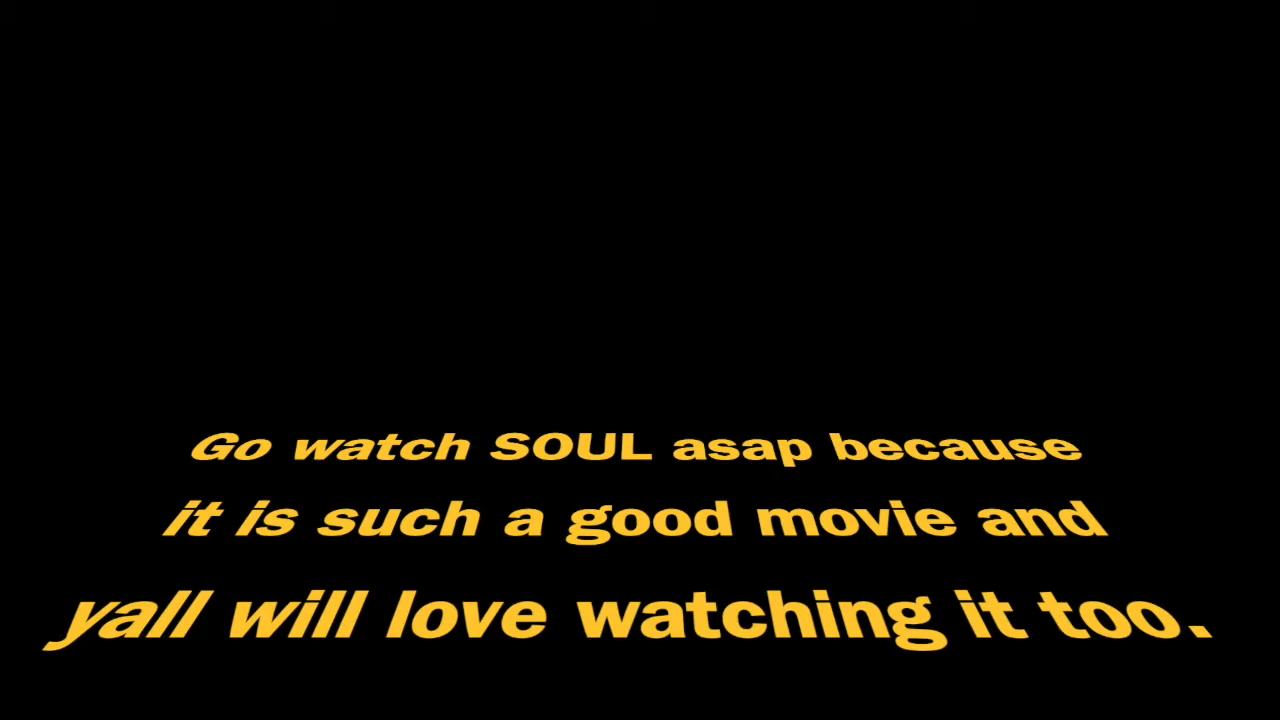 Go watch SOUL asap because
it is such a good movie and
yall will love watching it too.